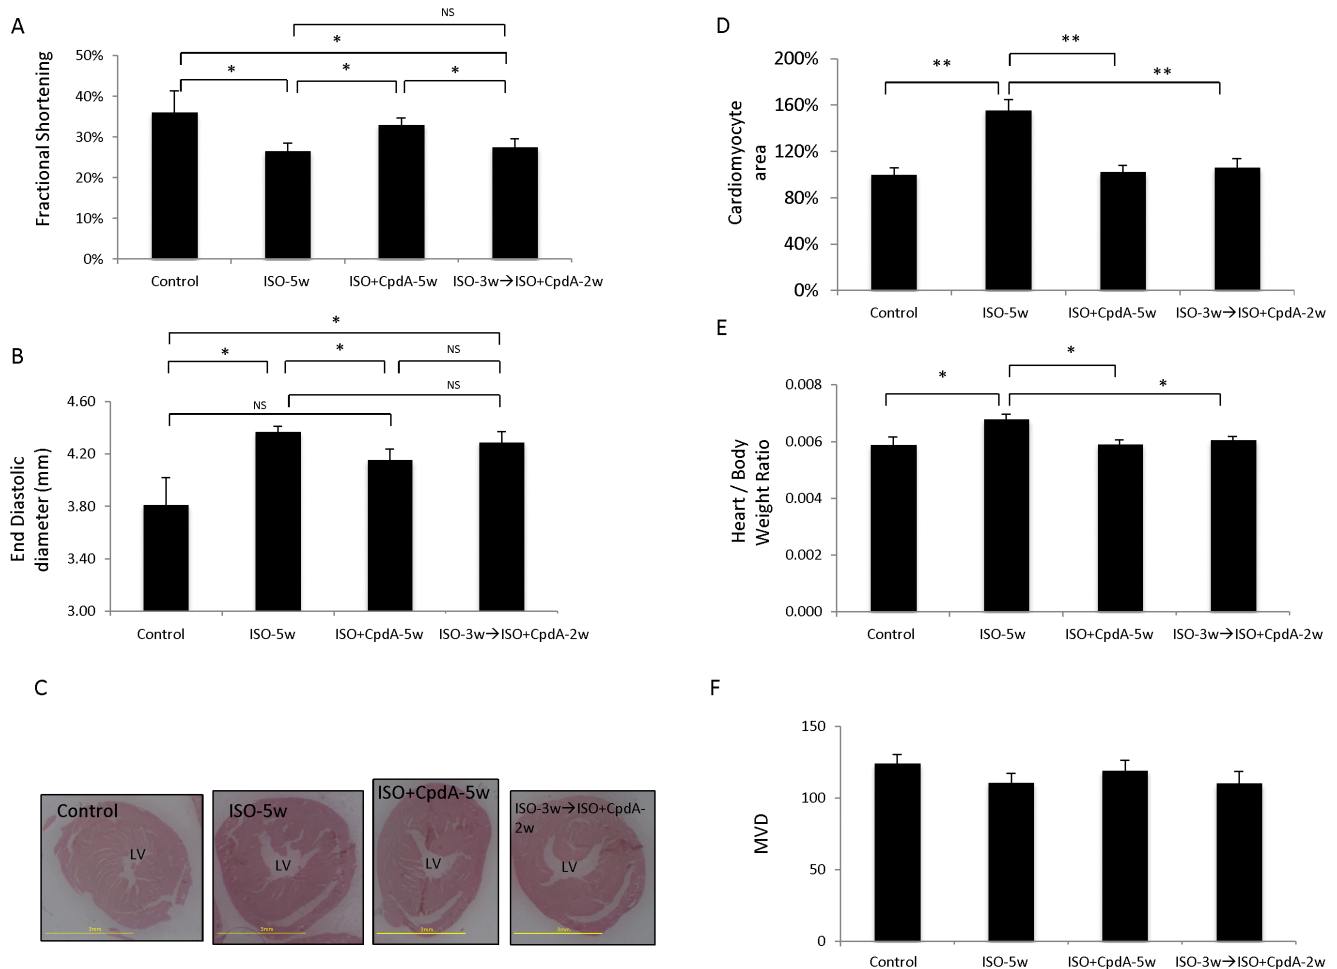 A
NS
*
*
*
*
50%
40%
30%
20%
10%
0%
Fractional Shortening
Control
ISO-5w
ISO+CpdA-5w
ISO-3w→ISO+CpdA-2w
B
*
*
*
NS
NS
NS
4.60
4.20
3.80
3.40
3.00
End Diastolic
diameter (mm)
Control
ISO-5w
ISO+CpdA-5w
ISO-3w→ISO+CpdA-2w
C
Control
LV
ISO-5w
LV
ISO+CpdA-5w
LV
ISO-3w→ISO+CpdA-
2w
LV
D
**
**
**
200%
160%
120%
80%
40%
0%
Cardiomyocyte
area
Control
ISO-5w
ISO+CpdA-5w
ISO-3w→ISO+CpdA-2w
E
*
*
*
0.008
0.006
0.004
0.002
0.000
Heart / Body
Weight Ratio
Control
ISO-5w
ISO+CpdA-5w
ISO-3w→ISO+CpdA-2w
F
150
100
50
0
MVD
Control
ISO-5w
ISO+CpdA-5w
ISO-3w→ISO+CpdA-2w